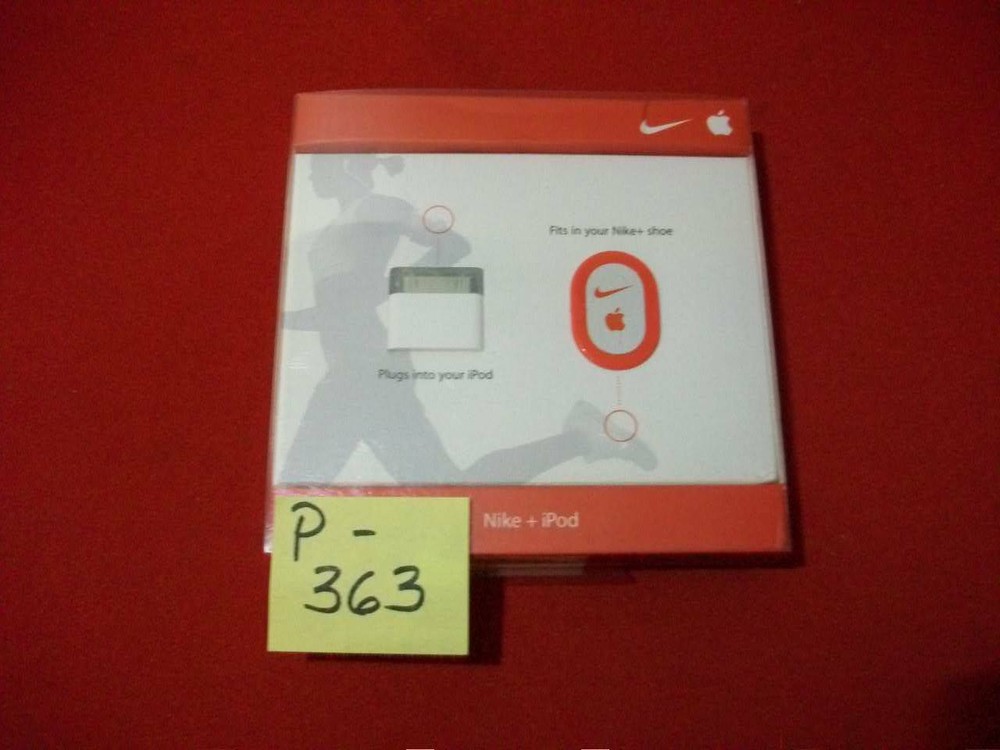 Fits in your Nike+ shoe
Plugs into your iPod
Nike + iPod
P -
363